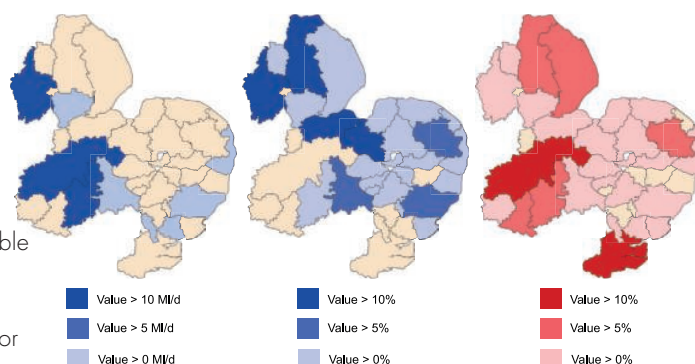 ble
or
Value > 10 Ml/d
Value > 5 Ml/d
Value > 0 Ml/d
Value > 10%
Value > 5%
Value > 0%
Value > 10%
Value > 5%
Value > 0%